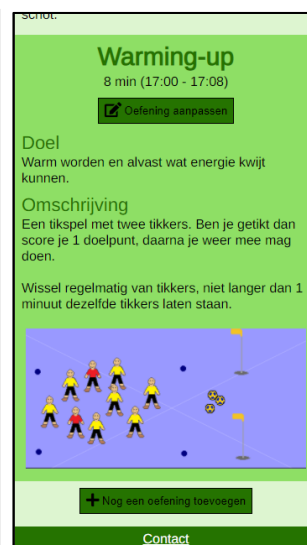 schot.
Warming-up
8 min (17:00 - 17:08)
Oefening aanpassen
Doel
Warm worden en alvast wat energie kwijt
kunnen.
Omschrijving
Een tikspel met twee tikkers. Ben je getikt dan
score je 1 doelpunt, daarna je weer mee mag
doen.
Wissel regelmatig van tikkers, niet langer dan 1
minuut dezelfde tikkers laten staan.
Nog een oefening toevoegen
Contact